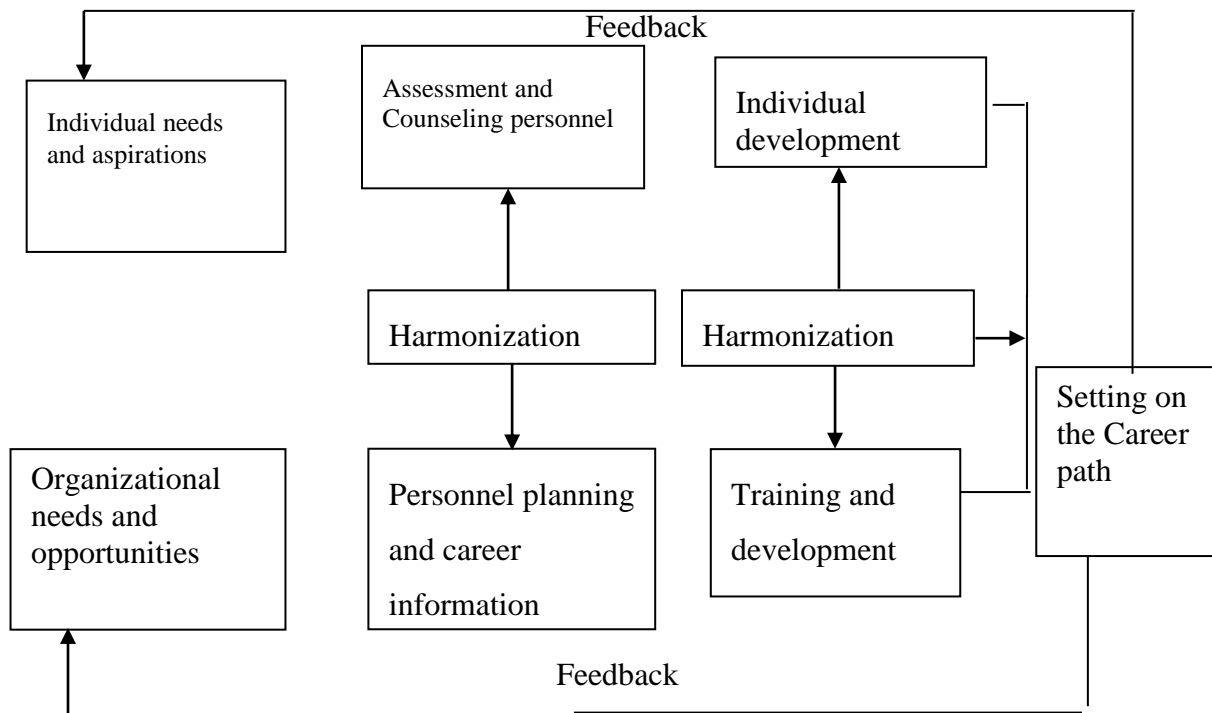 Feedback
Individual needs
and aspirations
Assessment and
Counseling personnel
Individual
development
Harmonization
Harmonization
Setting on
the Career
path
Organizational
needs and
opportunities
Personnel planning
and career
information
Training and
development
Feedback